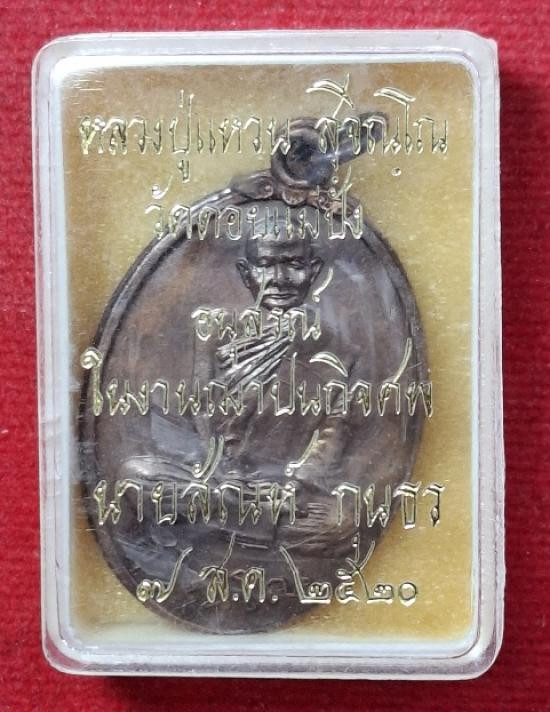 หลวงปู่แหวน สุจิณฺโณ
วัดดอยแม่ปั๋ง
อนุสรณ์
ในงานฌาปนกิจศพ
นายสัณห์ กุนธร
๗ ส.ค. ๒๕๒๐